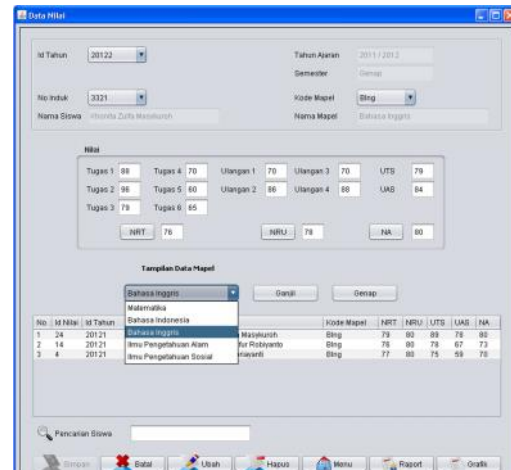 Data Nilai
Id Tahun 20122 Tahun Ajaran 2011 / 2012
Semester Genap
No Induk 3321 Kode Mapel BIng
Nama Siswa Masykuroh Nama Mapel Bahasa Inggris
Nilai
Tugas 1 88 Tugas 4 70 Ulangan 1 70 Ulangan 3 70 UTS 79
Tugas 2 96 Tugas 5 60 Ulangan 2 86 Ulangan 4 88 UAS 84
Tugas 3 79 Tugas 6 65
NRT 76 NRU 78 NA 80
Tampilan Data Mapel
Bahasa Inggris Ganjil Genap
Matematika
Bahasa Indonesia
Bahasa Inggris
Ilmu Pengetahuan Alam
Ilmu Pengetahuan Sosial
No Id Nilai Id Tahun Kode Mapel NRT NRU UTS UAS NA
1 24 20121 Masykuroh BIng 79 80 89 78 80
2 14 20121 fur Robiyanto BIng 78 80 78 67 73
3 4 20121 BIng 77 80 75 59 70
Pencarian Siswa
Simpan Batal Ubah Hapus Menu Raport Grafik